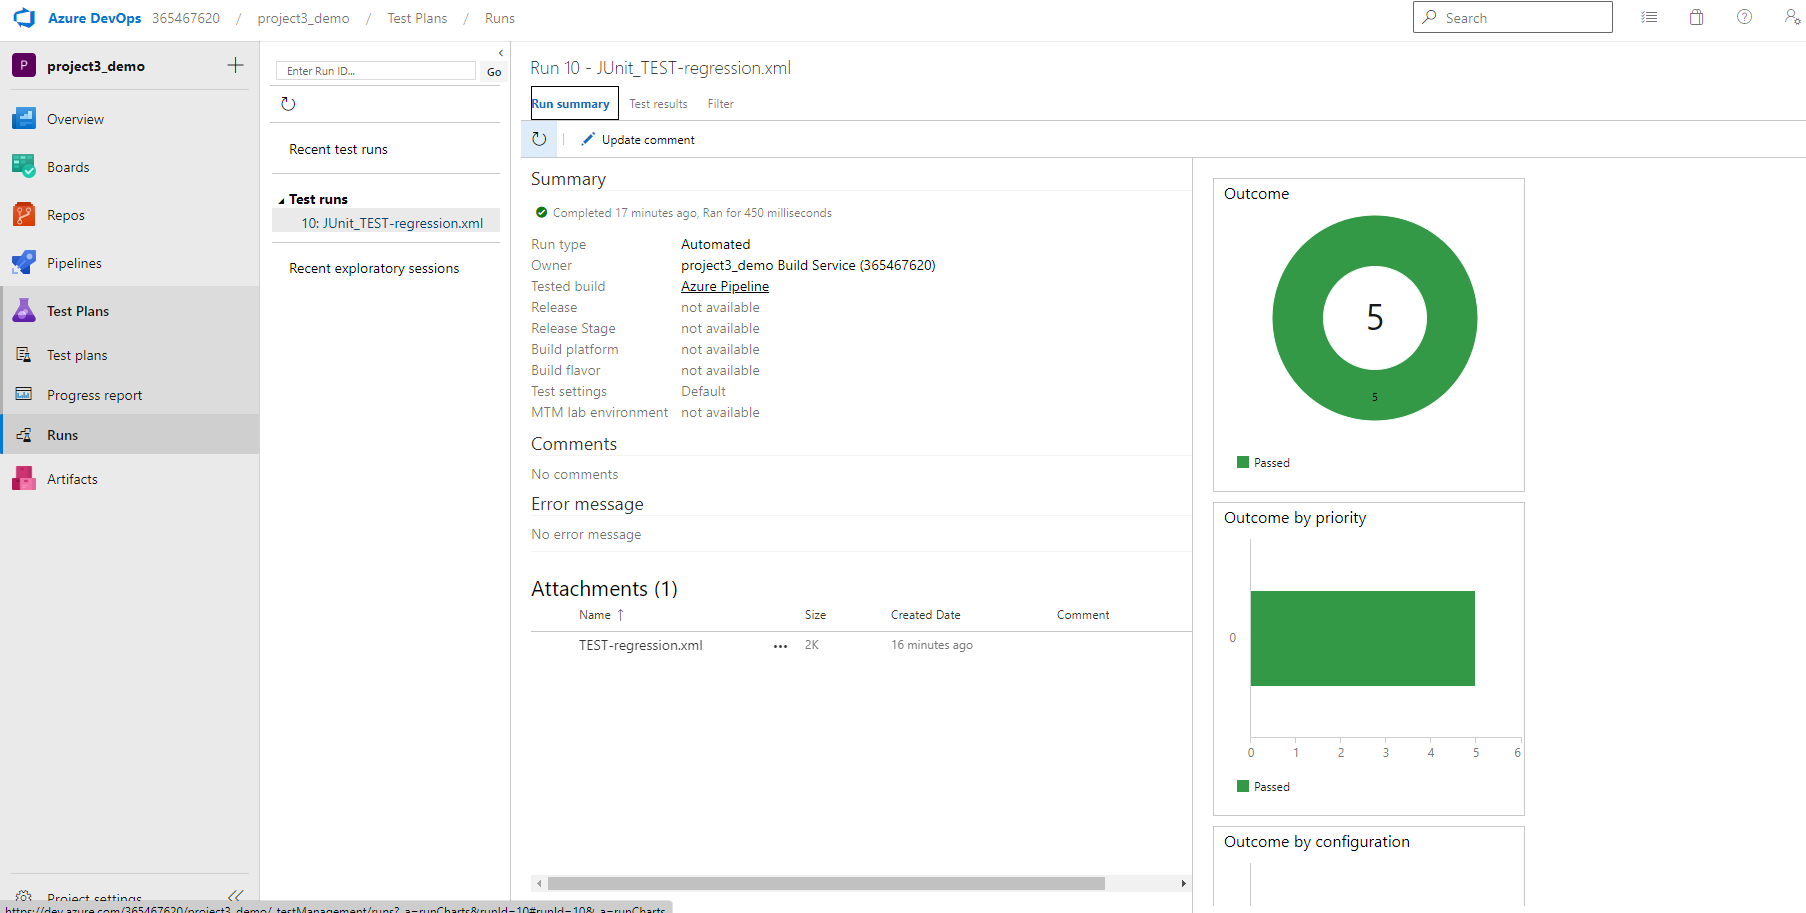 Azure DevOps 365467620 / project3_demo / Test Plans / Runs
Search
P project3_demo
Overview
Boards
Repos
Pipelines
Test Plans
Test plans
Progress report
Runs
Artifacts
Project settings
https://dev.azure.com/365467620/project3_demo/_testManagement/runs?_a=runCharts&runId=10#runId=10&_a=runCharts
Enter Run ID...
Go
Recent test runs
Test runs
10: JUnit_TEST-regression.xml
Recent exploratory sessions
Run 10 - JUnit_TEST-regression.xml
Run summary Test results Filter
Update comment
Summary
Completed 17 minutes ago, Ran for 450 milliseconds
Run type Automated
Owner project3_demo Build Service (365467620)
Tested build Azure Pipeline
Release not available
Release Stage not available
Build platform not available
Build flavor not available
Test settings Default
MTM lab environment not available
Comments
No comments
Error message
No error message
Attachments (1)
Name ↑ Size Created Date Comment
TEST-regression.xml ... 2K 16 minutes ago
Outcome
5
5
Passed
Outcome by priority
0
0 1 2 3 4 5 6
Passed
Outcome by configuration